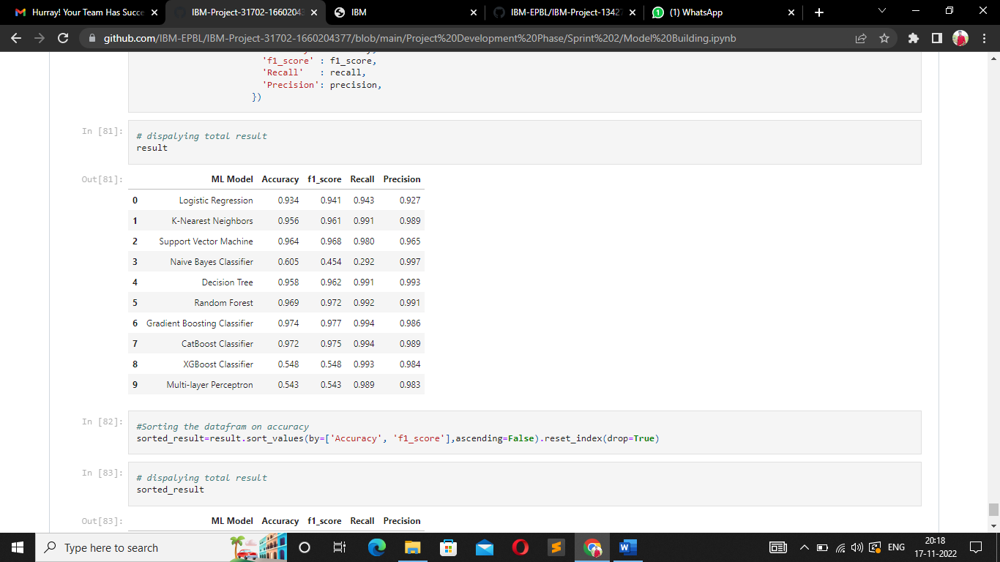 Hurray! Your Team Has Succe
IBM-Project-31702-16602043
IBM
IBM-EPBL/IBM-Project-13427
(1) WhatsApp
github.com/IBM-EPBL/IBM-Project-31702-1660204377/blob/main/Project%20Development%20Phase/Sprint%202/Model%20Building.ipynb
'f1_score' : f1_score,
'Recall' : recall,
'Precision': precision,
})
In [81]:
# dispalying total result
result
Out[81]:
ML Model Accuracy f1_score Recall Precision
0 Logistic Regression 0.934 0.941 0.943 0.927
1 K-Nearest Neighbors 0.956 0.961 0.991 0.989
2 Support Vector Machine 0.964 0.968 0.980 0.965
3 Naive Bayes Classifier 0.605 0.454 0.292 0.997
4 Decision Tree 0.958 0.962 0.991 0.993
5 Random Forest 0.969 0.972 0.992 0.991
6 Gradient Boosting Classifier 0.974 0.977 0.994 0.986
7 CatBoost Classifier 0.972 0.975 0.994 0.989
8 XGBoost Classifier 0.548 0.548 0.993 0.984
9 Multi-layer Perceptron 0.543 0.543 0.989 0.983
In [82]:
#Sorting the datafram on accuracy
sorted_result=result.sort_values(by=['Accuracy', 'f1_score'],ascending=False).reset_index(drop=True)
In [83]:
# dispalying total result
sorted_result
Out[83]:
ML Model Accuracy f1_score Recall Precision
Type here to search
ENG
20:18
17-11-2022